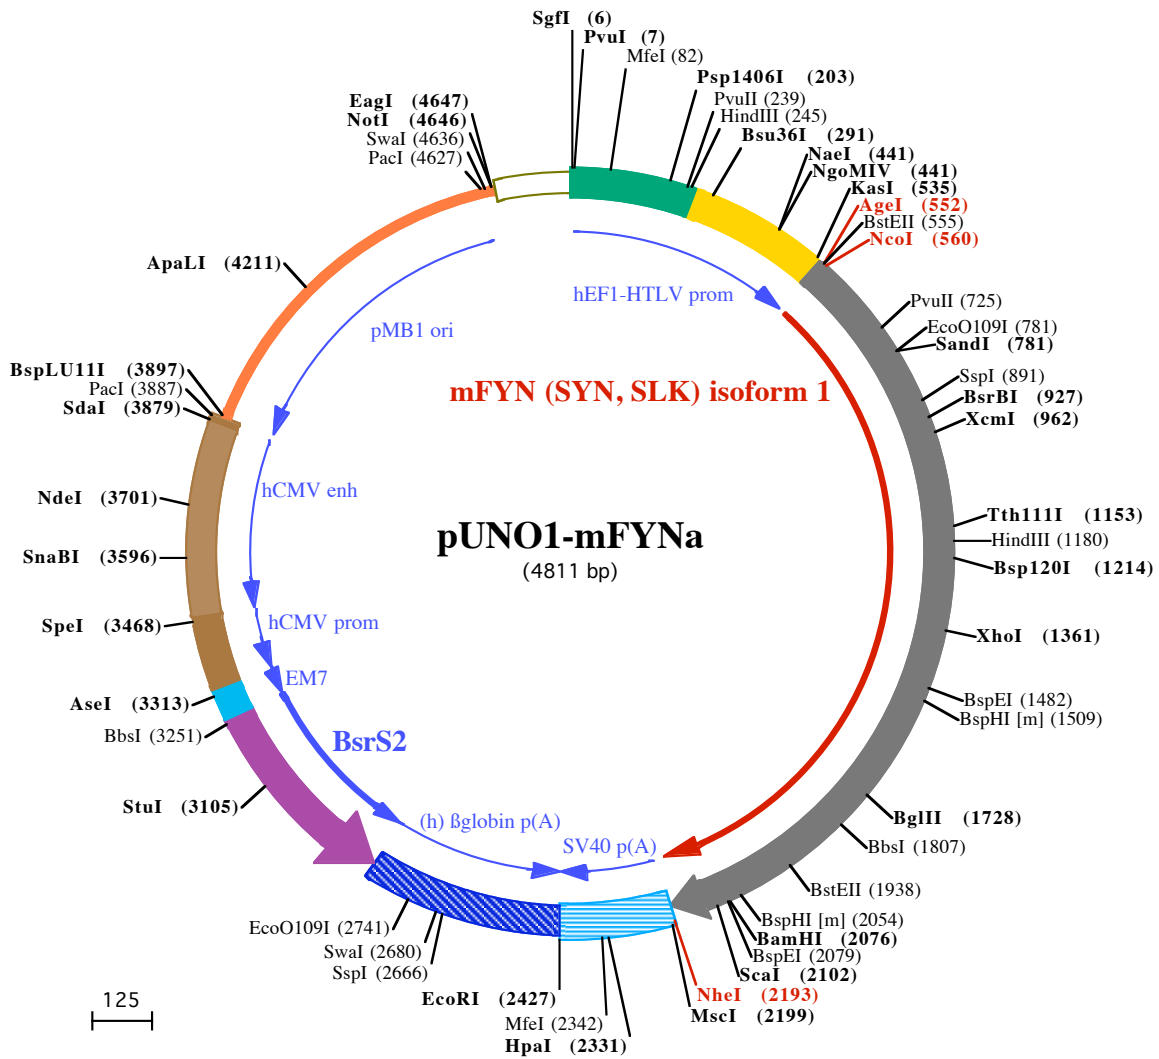 SgfI (6)
PvuI (7)
MfeI (82)
Psp1406I (203)
PvuII (239)
HindIII (245)
Bsu36I (291)
NaeI (441)
NgoMIV (441)
KasI (535)
AgeI (552)
BstEII (555)
NcoI (560)
PvuII (725)
EcoO109I (781)
SandI (781)
SspI (891)
BsrBI (927)
XcmI (962)
Tth111I (1153)
HindIII (1180)
Bsp120I (1214)
XhoI (1361)
BspEI (1482)
BspHI [m] (1509)
BglII (1728)
BbsI (1807)
BstEII (1938)
BspHI [m] (2054)
BamHI (2076)
BspEI (2079)
ScaI (2102)
NheI (2193)
MscI (2199)
HpaI (2331)
MfeI (2342)
EcoRI (2427)
SspI (2666)
SwaI (2680)
EcoO109I (2741)
StuI (3105)
BbsI (3251)
AseI (3313)
SpeI (3468)
SnaBI (3596)
NdeI (3701)
SdaI (3879)
PacI (3887)
BspLU11I (3897)
ApaLI (4211)
PacI (4627)
SwaI (4636)
NotI (4646)
EagI (4647)
hEF1-HTLV prom
pMB1 ori
mFYN (SYN, SLK) isoform 1
hCMV enh
pUNO1-mFYNa
(4811 bp)
hCMV prom
EM7
BsrS2
(h) ßglobin p(A)
SV40 p(A)
125